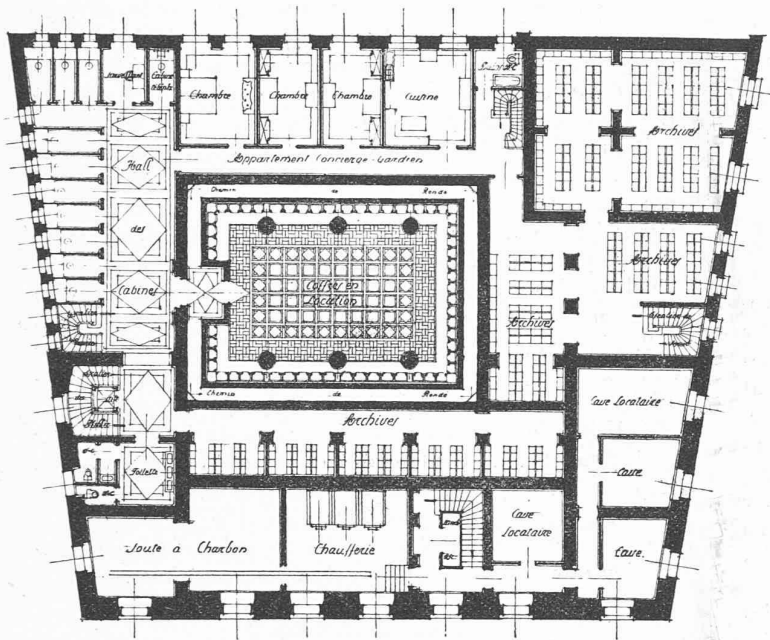 Chambre
Chambre
Chambre
Cuisine
Archives
Appartement Concierge-Gardien
Hall
des
Cabines
Chemin de Ronde
Coffres en
Location
Archives
Archives
Chemin de Ronde
Archives
Cave Locataire
Toilette
Cave
Soute a Charbon
Chaufferie
Cave
Locataire
Cave